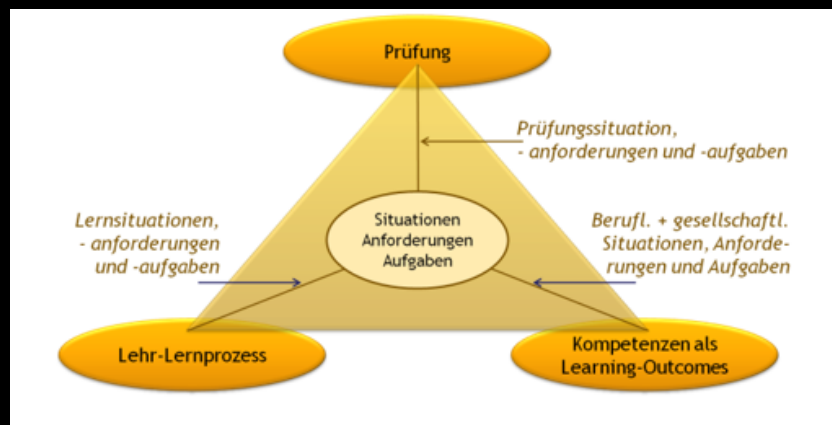 Prüfung
Prüfungssituation,
- anforderungen und -aufgaben
Lernsituationen,
- anforderungen
und -aufgaben
Situationen
Anforderungen
Aufgaben
Berufl. + gesellschaftl.
Situationen, Anforde-
rungen und Aufgaben
Lehr-Lernprozess
Kompetenzen als
Learning-Outcomes